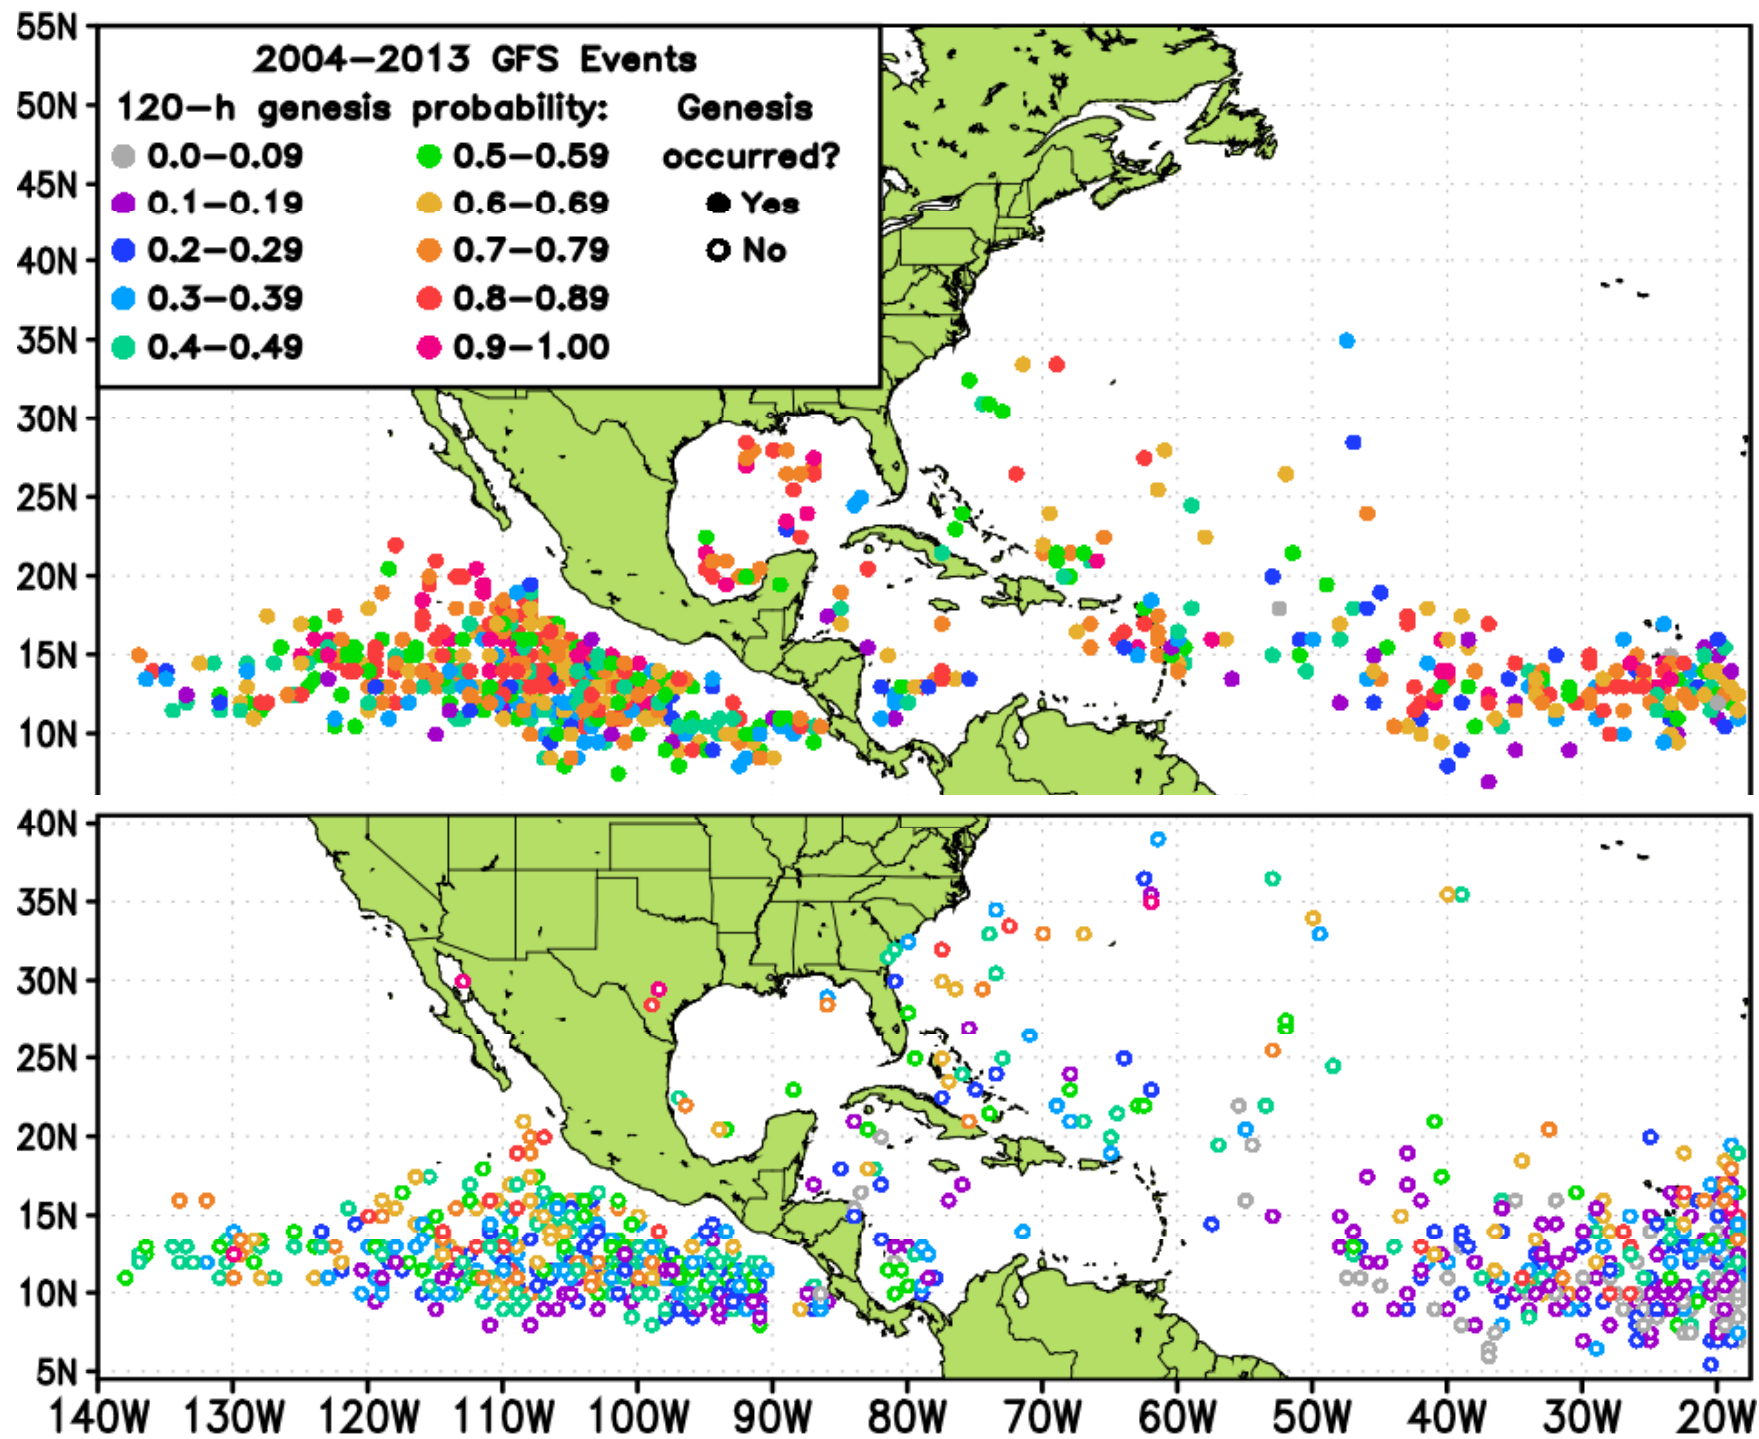 55N
50N
45N
40N
35N
30N
25N
20N
15N
10N
2004-2013 GFS Events
120-h genesis probability:
0.0-0.09
0.1-0.19
0.2-0.29
0.3-0.39
0.4-0.49
0.5-0.59
0.6-0.69
0.7-0.79
0.8-0.89
0.9-1.00
Genesis
occurred?
Yes
No
40N
35N
30N
25N
20N
15N
10N
5N
140W 130W 120W 110W 100W 90W 80W 70W 60W 50W 40W 30W 20W